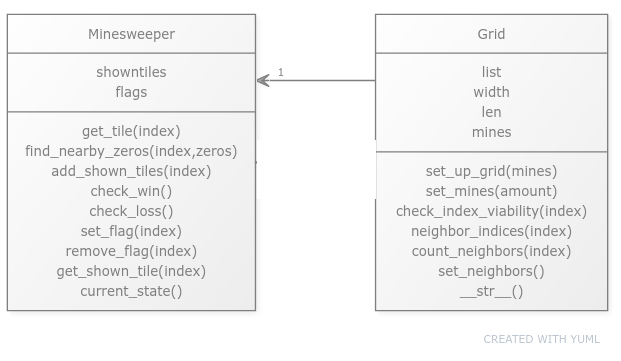 Minesweeper
showntiles
flags
get_tile(index)
find_nearby_zeros(index,zeros)
add_shown_tiles(index)
check_win()
check_loss()
set_flag(index)
remove_flag(index)
get_shown_tile(index)
current_state()
1
Grid
list
width
len
mines
set_up_grid(mines)
set_mines(amount)
check_index_viability(index)
neighbor_indices(index)
count_neighbors(index)
set_neighbors()
__str__()
CREATED WITH YUML